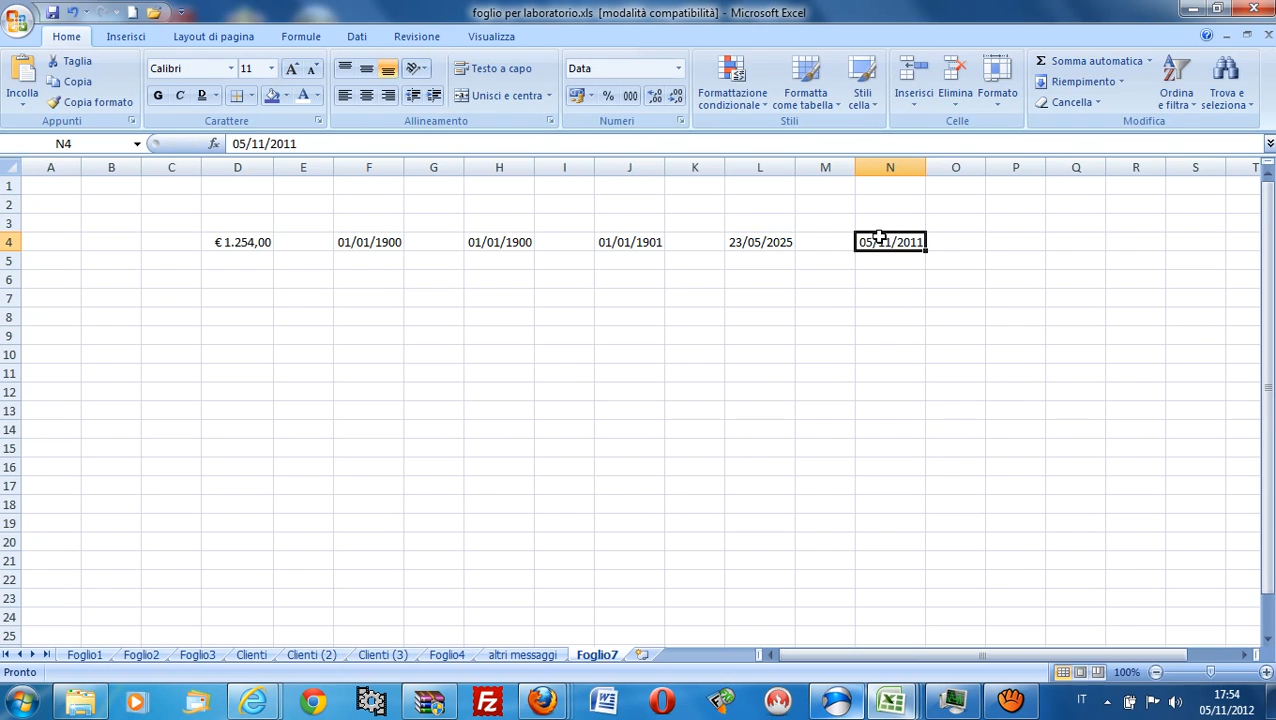 foglio per laboratorio.xls [modalità compatibilità] - Microsoft Excel
Home Inserisci Layout di pagina Formule Dati Revisione Visualizza
Incolla
Taglia
Copia
Copia formato
Appunti
Calibri 11
G C D
Carattere
Testo a capo
Unisci e centra
Allineamento
Data
% 000
Numeri
Formattazione condizionale
Formatta come tabella
Stili cella
Stili
Inserisci Elimina Formato
Celle
Somma automatica
Riempimento
Cancella
Ordina e filtra
Trova e seleziona
Modifica
N4 fx 05/11/2011
A B C D E F G H I J K L M N O P Q R S T
1
2
3
4 € 1.254,00 01/01/1900 01/01/1900 01/01/1901 23/05/2025 05/11/2011
5
6
7
8
9
10
11
12
13
14
15
16
17
18
19
20
21
22
23
24
25
Foglio1 Foglio2 Foglio3 Clienti Clienti (2) Clienti (3) Foglio4 altri messaggi Foglio7
Pronto 100%
IT 17:54
05/11/2012